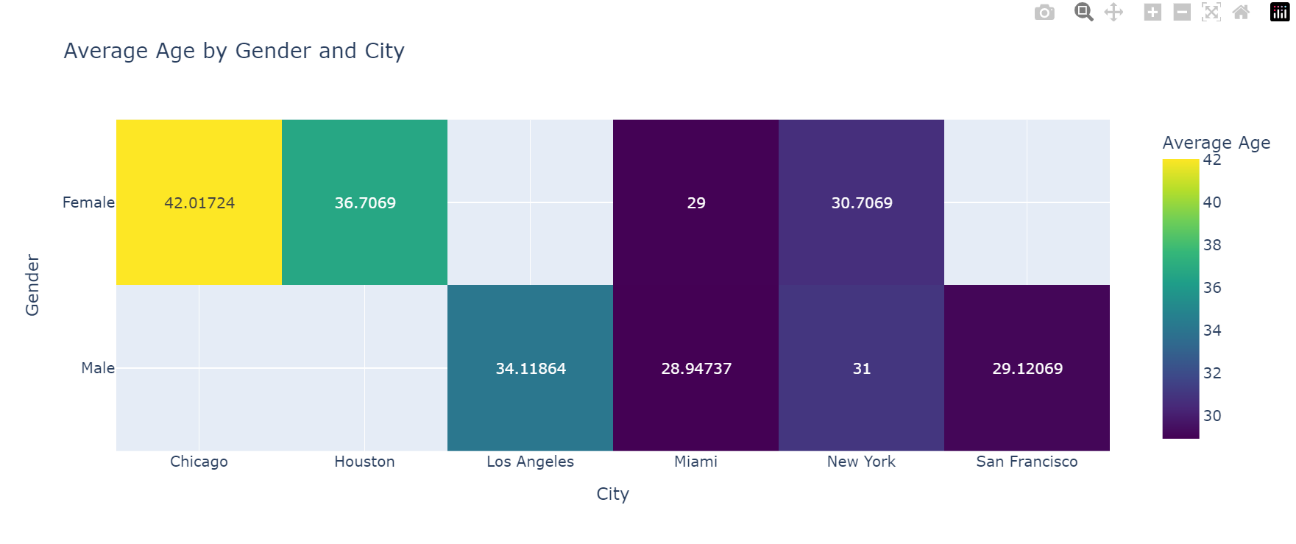 Average Age by Gender and City
Average Age
42
40
38
36
34
32
30
Gender
Female
42.01724
36.7069
29
30.7069
Male
34.11864
28.94737
31
29.12069
Chicago
Houston
Los Angeles
Miami
New York
San Francisco
City